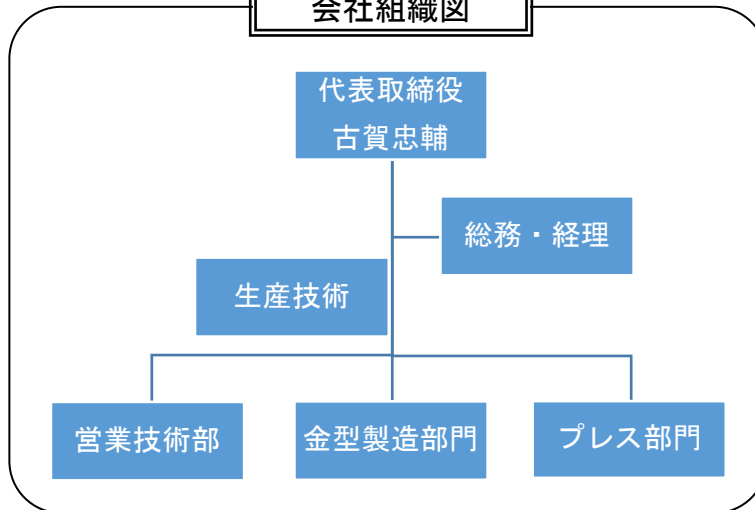 会社組織図
代表取締役
古賀忠輔
総務・経理
生産技術
営業技術部
金型製造部門
プレス部門